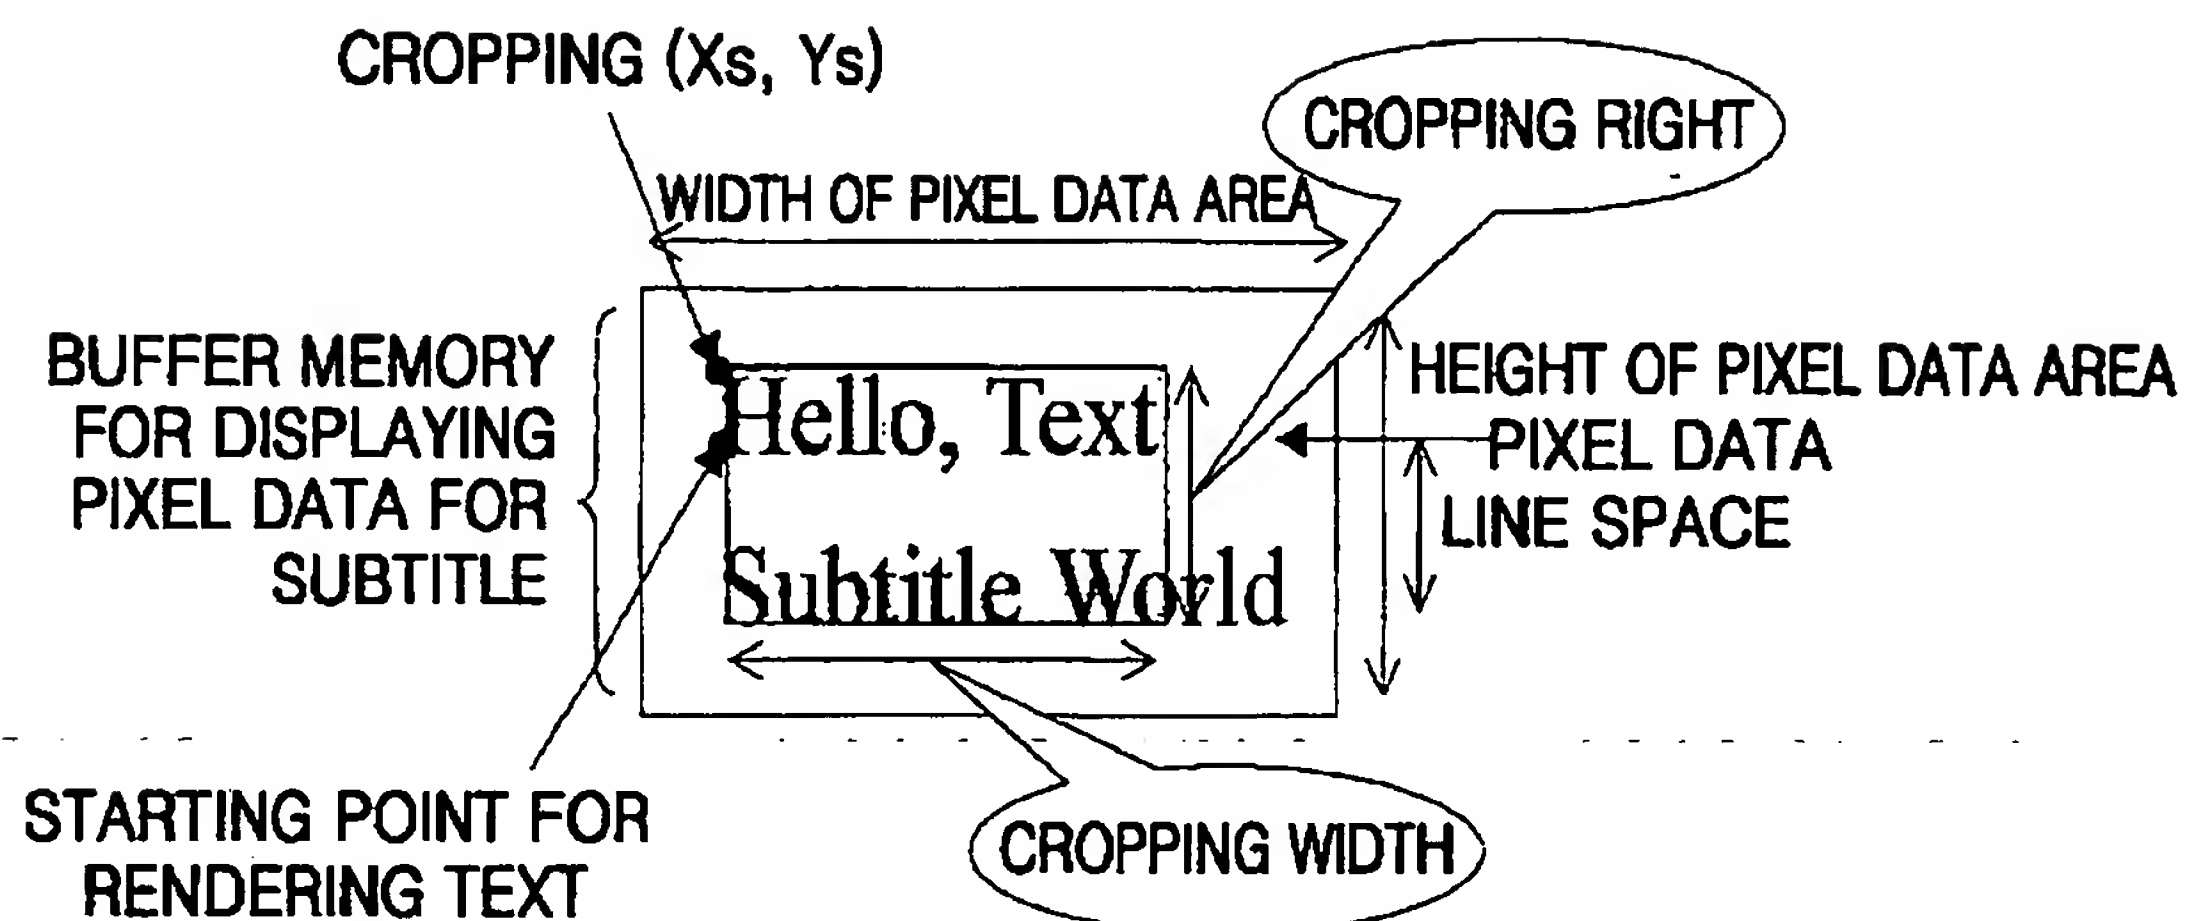 CROPPING (Xs, Ys)
CROPPING RIGHT
WIDTH OF PIXEL DATA AREA
BUFFER MEMORY
FOR DISPLAYING
PIXEL DATA FOR
SUBTITLE
Hello, Text
Subtitle World
HEIGHT OF PIXEL DATA AREA
PIXEL DATA
LINE SPACE
STARTING POINT FOR
RENDERING TEXT
CROPPING WIDTH